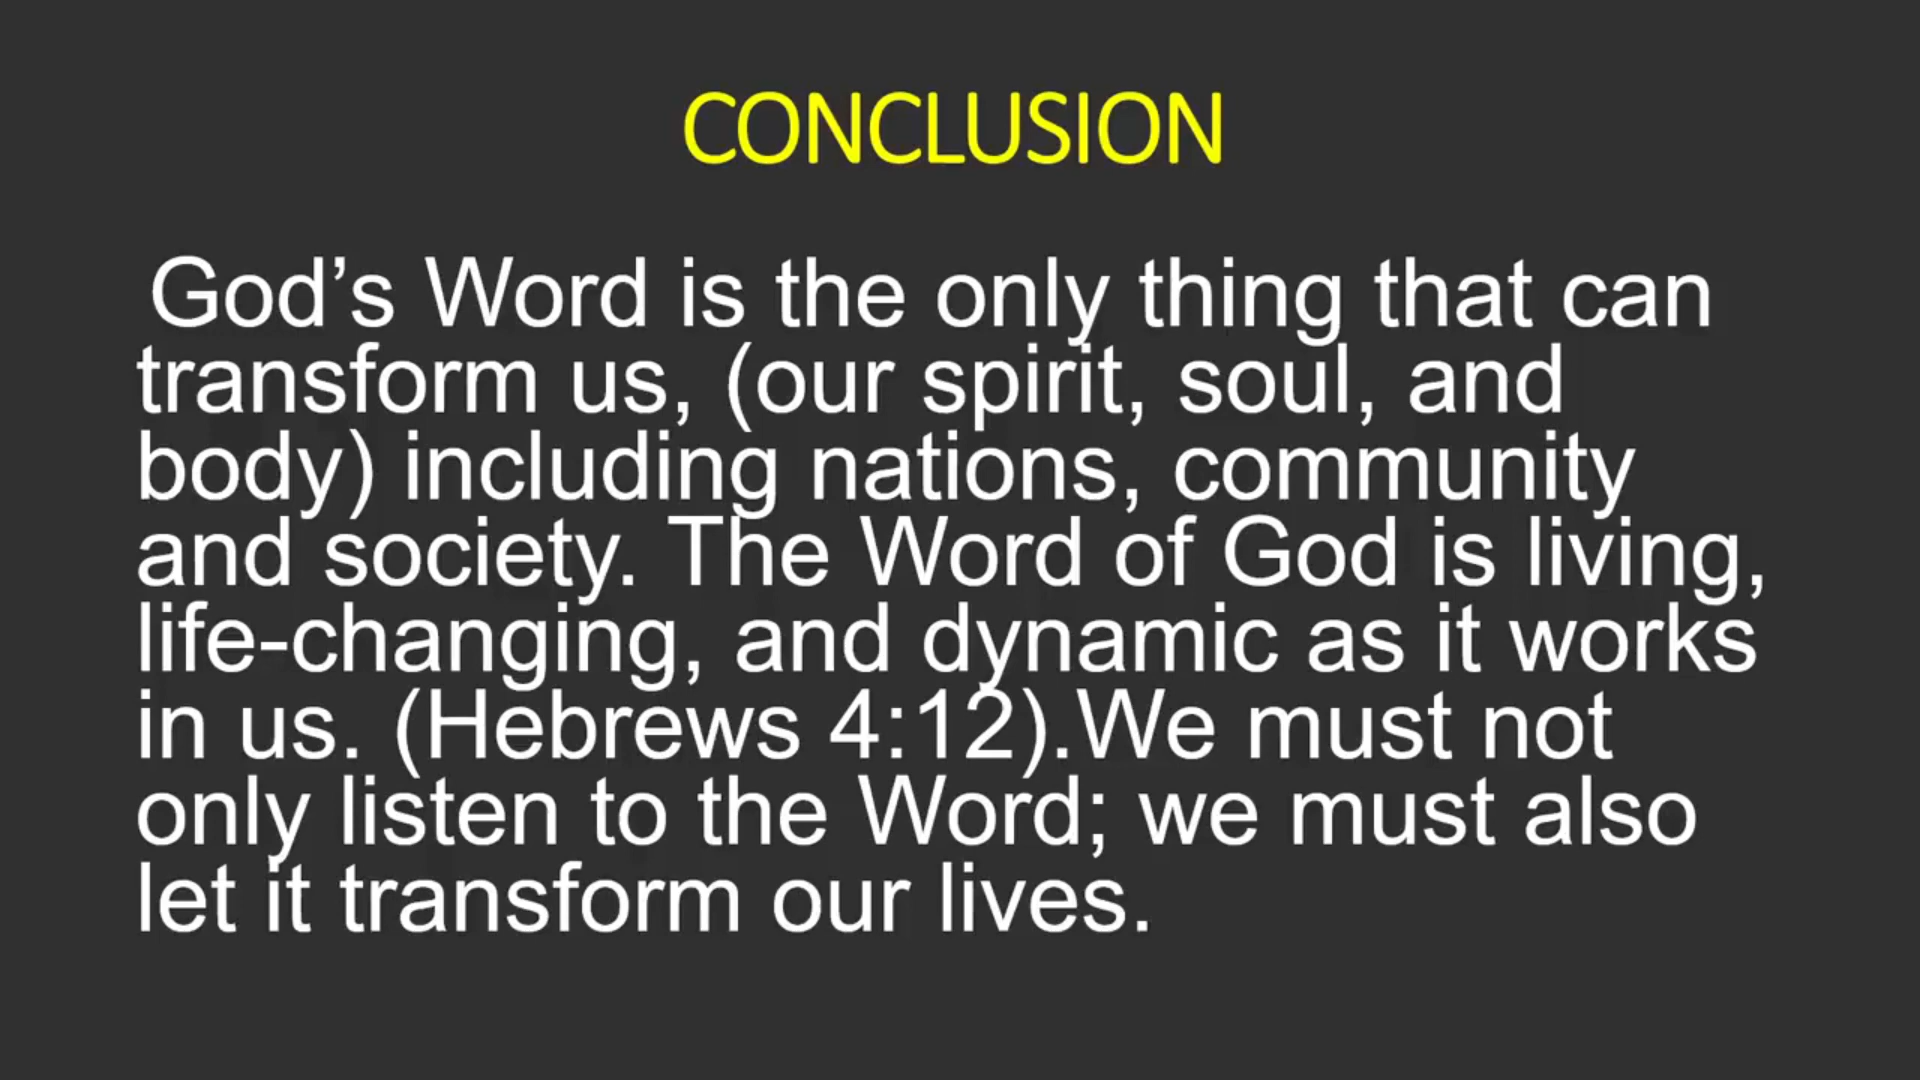 CONCLUSION
God’s Word is the only thing that can
transform us, (our spirit, soul, and
body) including nations, community
and society. The Word of God is living,
life-changing, and dynamic as it works
in us. (Hebrews 4:12).We must not
only listen to the Word; we must also
let it transform our lives.